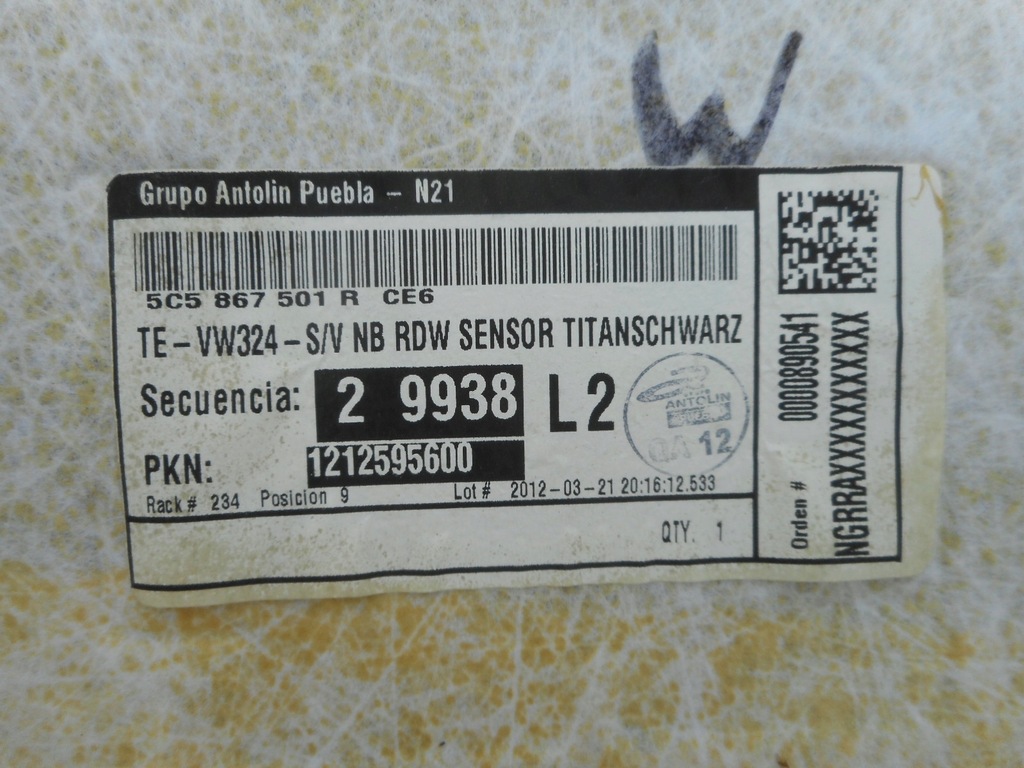 W
Grupo Antolin Puebla - N21
5C5 867 501 R CE6
TE-VW324-S/V NB RDW SENSOR TITANSCHWARZ
Secuencia: 2 9938 L2
ANTOLIN
QA 12
PKN: 1212595600
Rack # 234 Posicion 9 Lot # 2012-03-21 20:16:12.533
QTY. 1
Orden # 0000890541
NGRRAXXXXXXXXXXXXX